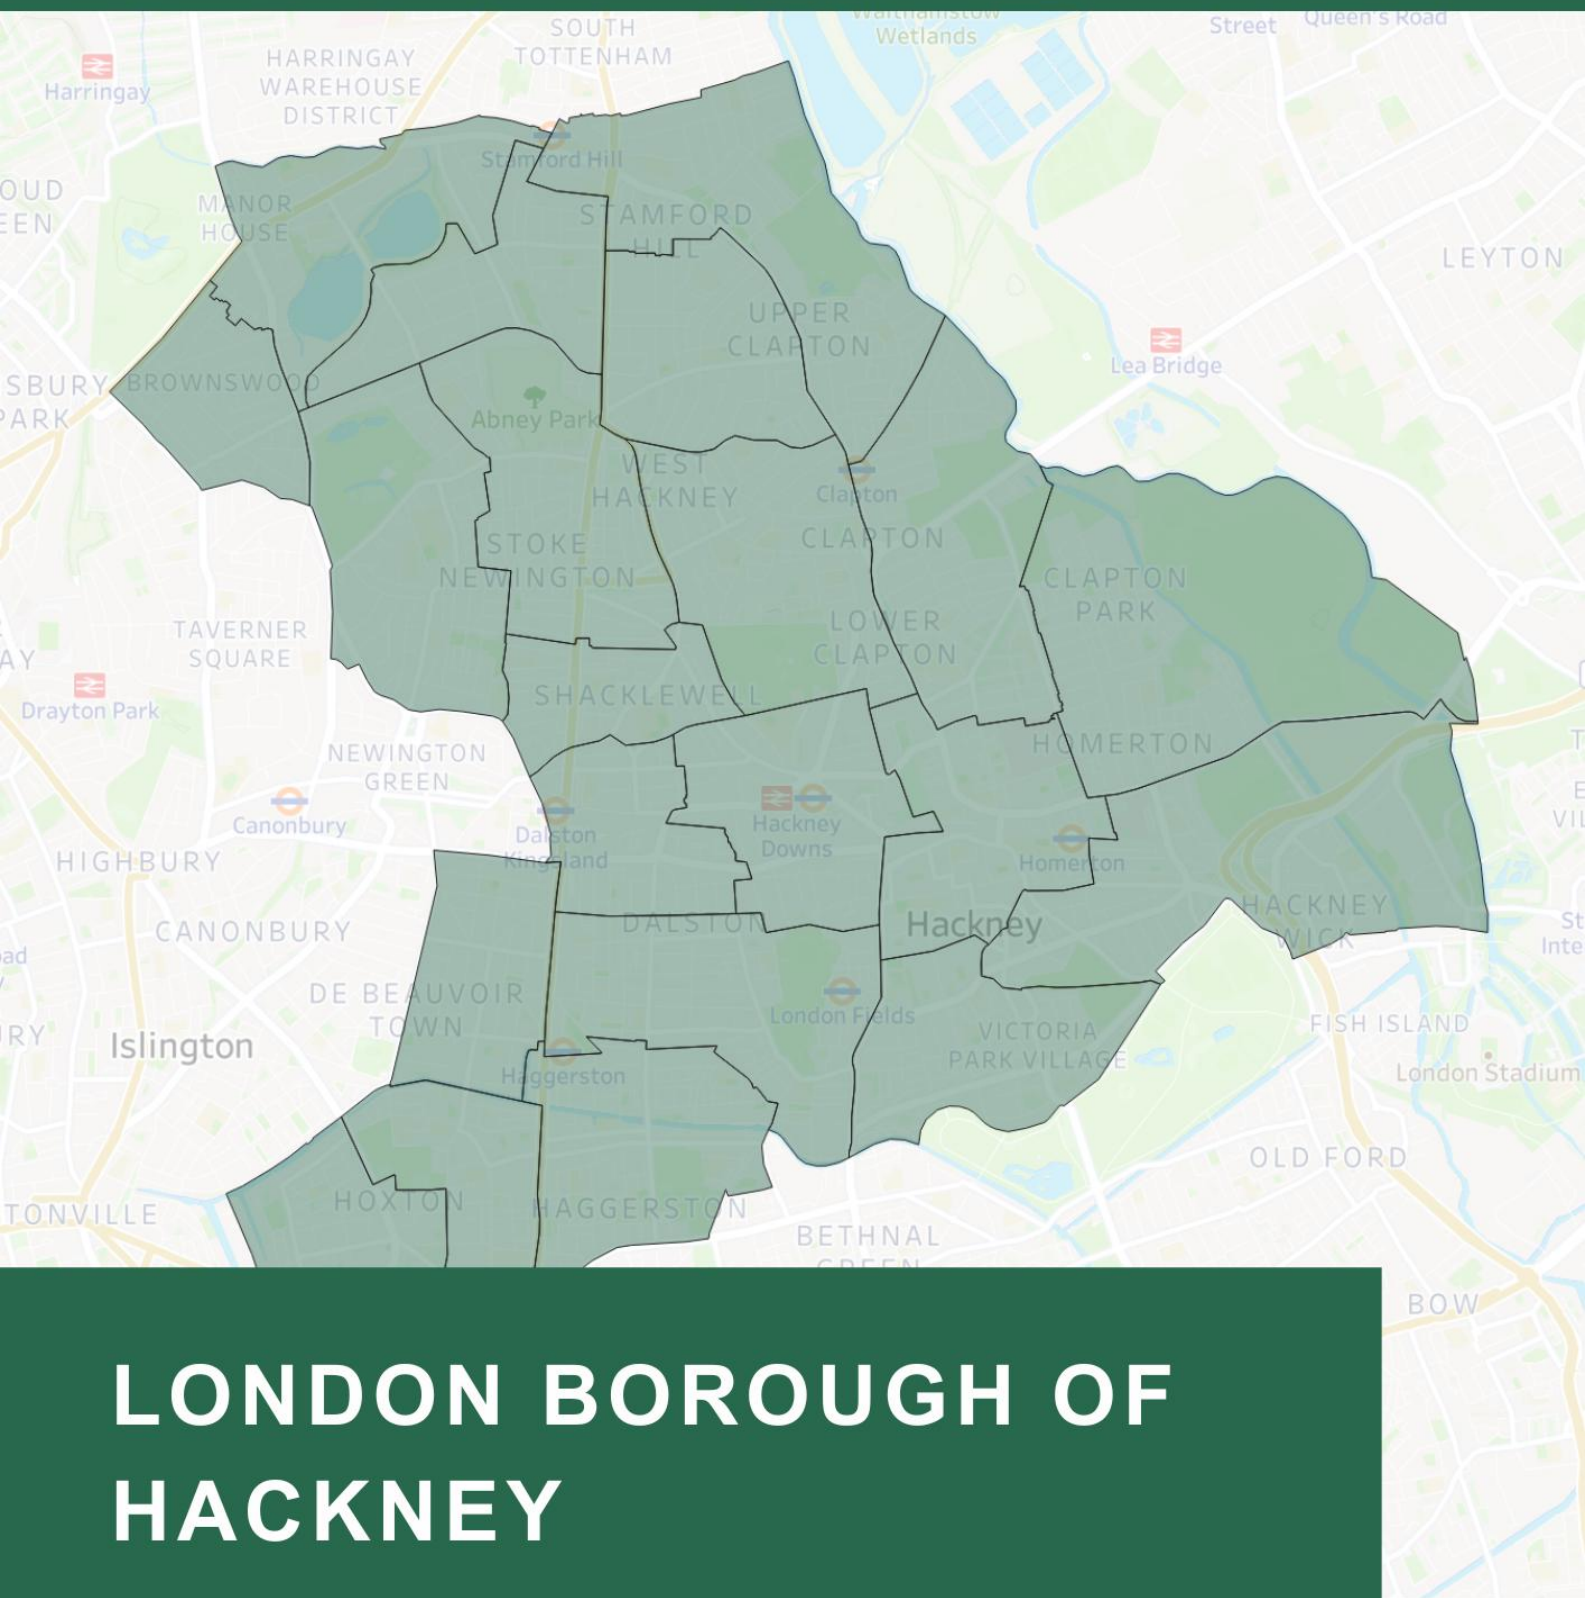 Walthamstow
Wetlands
Street
Queen's Road
SOUTH
TOTTENHAM
HARRINGAY
WAREHOUSE
DISTRICT
Harringay
Stamford Hill
MANOR
HOUSE
STAMFORD
HILL
LEYTON
UPPER
CLAPTON
Lea Bridge
SBURY
PARK
BROWNSWOOD
Abney Park
WEST
HACKNEY
Clapton
CLAPTON
STOKE
NEWINGTON
CLAPTON
PARK
TAVERNER
SQUARE
LOWER
CLAPTON
Drayton Park
SHACKLEWELL
NEWINGTON
GREEN
HOMERTON
Canonbury
Dalston
Kingsland
Hackney
Downs
Homerton
HIGHBURY
CANONBURY
DALSTON
Hackney
HACKNEY
WICK
DE BEAUVOIR
TOWN
London Fields
VICTORIA
PARK VILLAGE
FISH ISLAND
Islington
Haggerston
London Stadium
OLD FORD
HOXTON
HAGGERSTON
TONVILLE
BETHNAL
GREEN
BOW
LONDON BOROUGH OF
HACKNEY